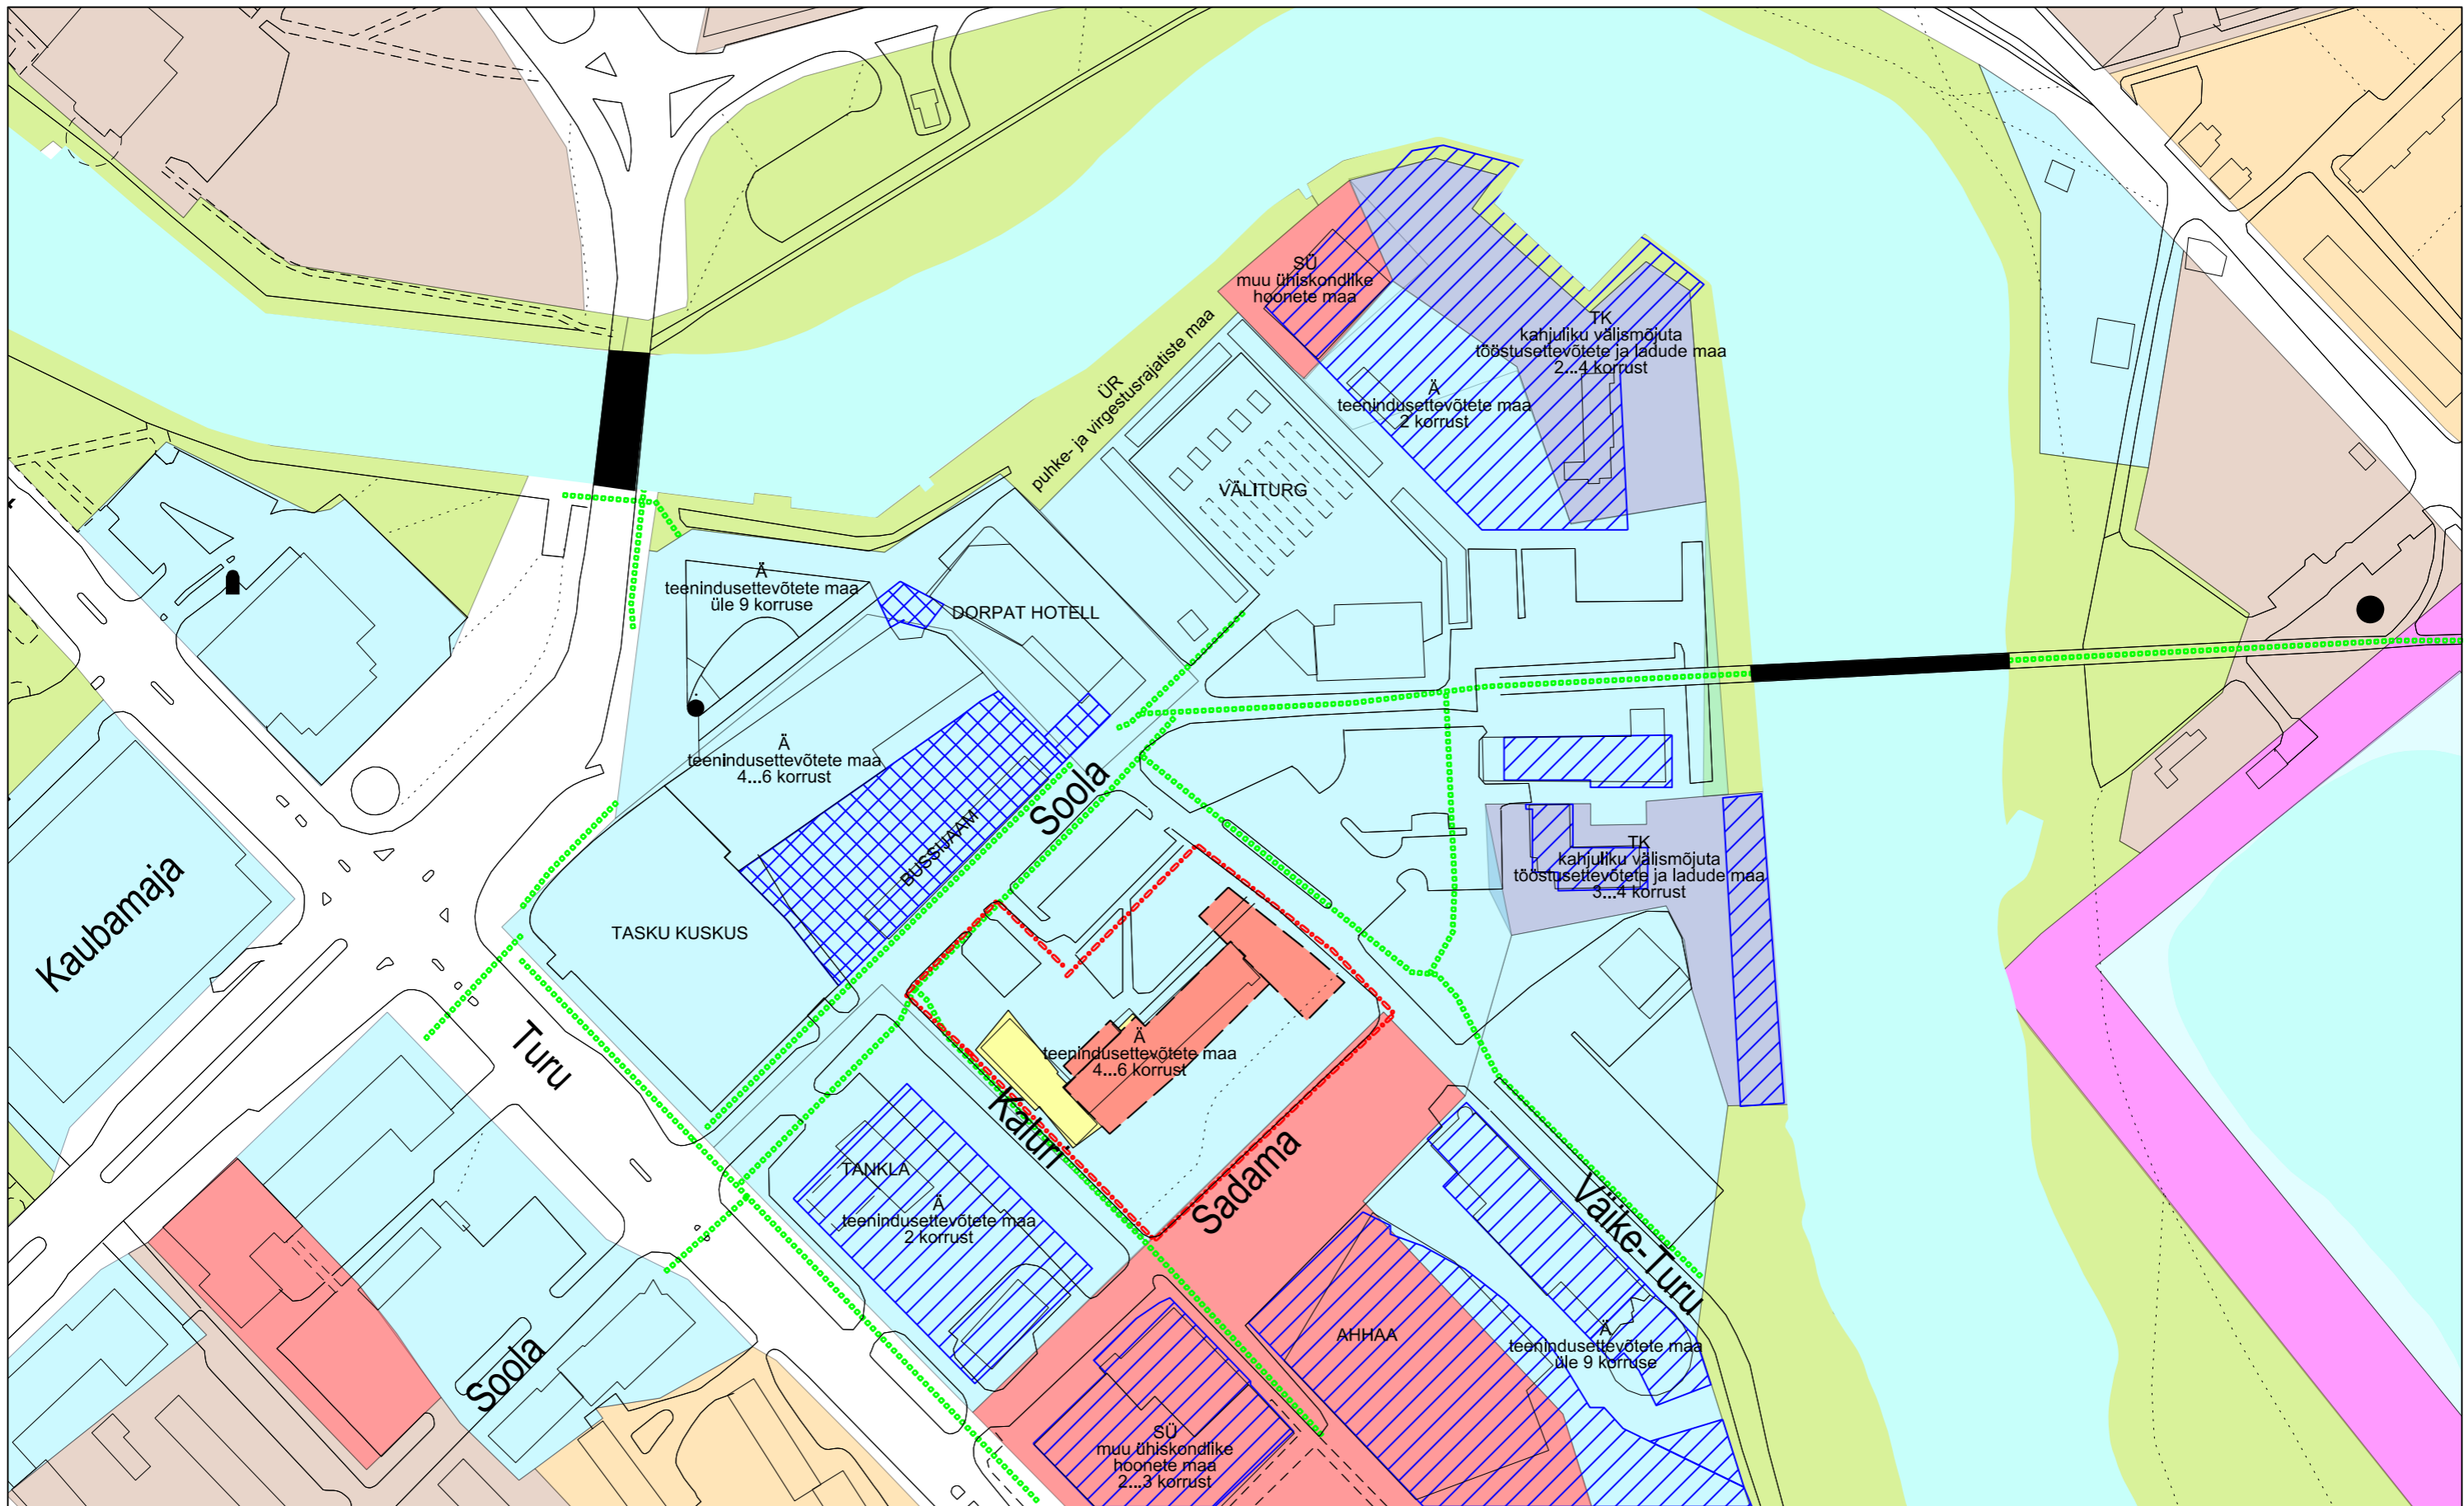 SÜ
muu ühiskondlike
hoonete maa
TK
kahjuliku välismõjuta
tööstusettevõtete ja ladude maa
2...4 korrust
ÜR
puhke- ja virgestusrajatiste maa
Ä
teenindusettevõtete maa
2 korrust
VÄLITURG
Ä
teenindusettevõtete maa
üle 9 korruse
DORPAT HOTELL
Ä
teenindusettevõtete maa
4...6 korrust
Soola
BUSSIJAAM
TK
kahjuliku välismõjuta
tööstusettevõtete ja ladude maa
3...4 korrust
Kaubamaja
TASKU KUSKUS
Turu
Ä
teenindusettevõtete maa
4...6 korrust
Kaluri
Sadama
TANKLA
Ä
teenindusettevõtete maa
2 korrust
Väike-Turu
AHHAA
Ä
teenindusettevõtete maa
üle 9 korruse
Soola
SÜ
muu ühiskondlike
hoonete maa
2...3 korrust